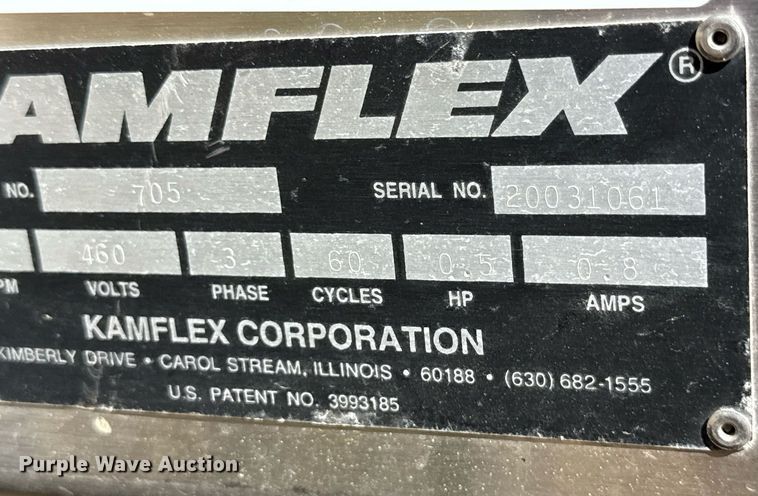 AMFLEX®
NO. 705 SERIAL NO. 20031061
460 3 60 0.5 0.8
PM VOLTS PHASE CYCLES HP AMPS
KAMFLEX CORPORATION
KIMBERLY DRIVE • CAROL STREAM, ILLINOIS • 60188 • (630) 682-1555
U.S. PATENT NO. 3993185
Purple Wave Auction